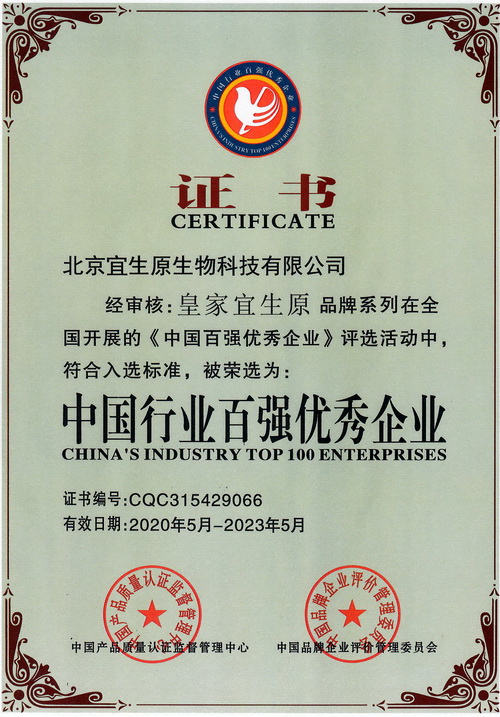 中国行业百强优秀企业
CHINA'S INDUSTRY TOP 100 ENTERPRISES
证书
CERTIFICATE
北京宜生原生物科技有限公司
经审核:皇家宜生原 品牌系列在全
国开展的《中国百强优秀企业》评选活动中,
符合入选标准,被荣选为:
中国行业百强优秀企业
CHINA'S INDUSTRY TOP 100 ENTERPRISES
证书编号:CQC315429066
有效日期:2020年5月-2023年5月
中国产品质量认证监督管理中心
中国品牌企业评价管理委员会
中国产品质量认证监督管理中心 中国品牌企业评价管理委员会